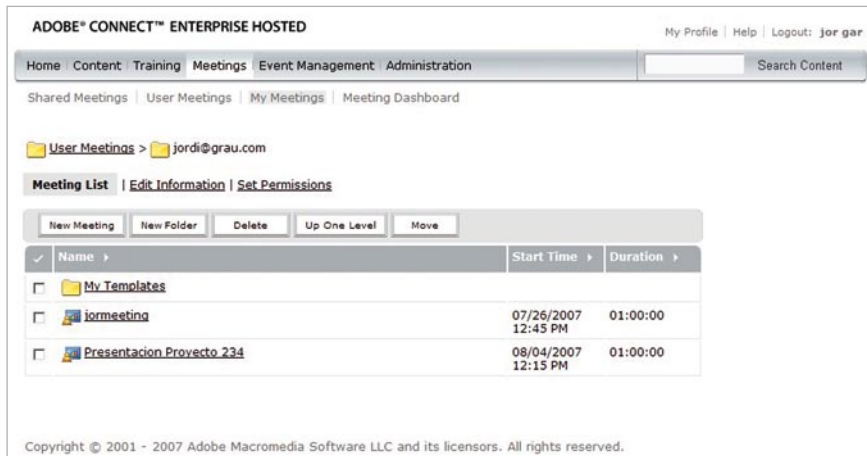 ADOBE® CONNECT™ ENTERPRISE HOSTED
My Profile | Help | Logout: jor gar
Home Content Training Meetings Event Management Administration
Search Content
Shared Meetings | User Meetings | My Meetings | Meeting Dashboard
User Meetings > jordi@grau.com
Meeting List | Edit Information | Set Permissions
New Meeting New Folder Delete Up One Level Move
Name Start Time Duration
My Templates
jormeeting 07/26/2007 12:45 PM 01:00:00
Presentacion Proyecto 234 08/04/2007 12:15 PM 01:00:00
Copyright © 2001 - 2007 Adobe Macromedia Software LLC and its licensors. All rights reserved.